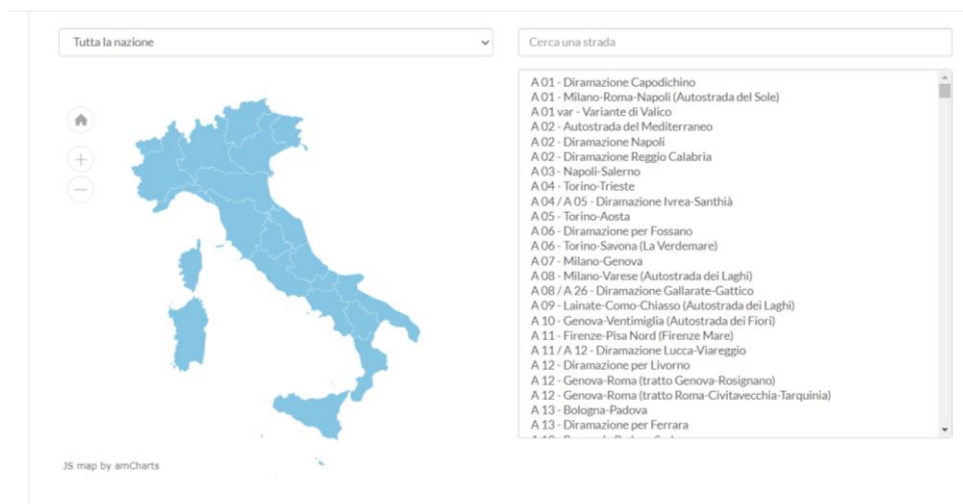 Tutta la nazione
Cerca una strada
A 01 - Diramazione Capodichino
A 01 - Milano-Roma-Napoli (Autostrada del Sole)
A 01 var - Variante di Valico
A 02 - Autostrada del Mediterraneo
A 02 - Diramazione Napoli
A 02 - Diramazione Reggio Calabria
A 03 - Napoli-Salerno
A 04 - Torino-Trieste
A 04 / A 05 - Diramazione Ivrea-Santhià
A 05 - Torino-Aosta
A 06 - Diramazione per Fossano
A 06 - Torino-Savona (La Verdemare)
A 07 - Milano-Genova
A 08 - Milano-Varese (Autostrada dei Laghi)
A 08 / A 26 - Diramazione Gallarate-Gattico
A 09 - Lainate-Como-Chiasso (Autostrada dei Laghi)
A 10 - Genova-Ventimiglia (Autostrada dei Fiori)
A 11 - Firenze-Pisa Nord (Firenze Mare)
A 11 / A 12 - Diramazione Lucca-Viareggio
A 12 - Diramazione per Livorno
A 12 - Genova-Roma (tratto Genova-Rosignano)
A 12 - Genova-Roma (tratto Roma-Civitavecchia-Tarquinia)
A 13 - Bologna-Padova
A 13 - Diramazione per Ferrara
JS map by amCharts